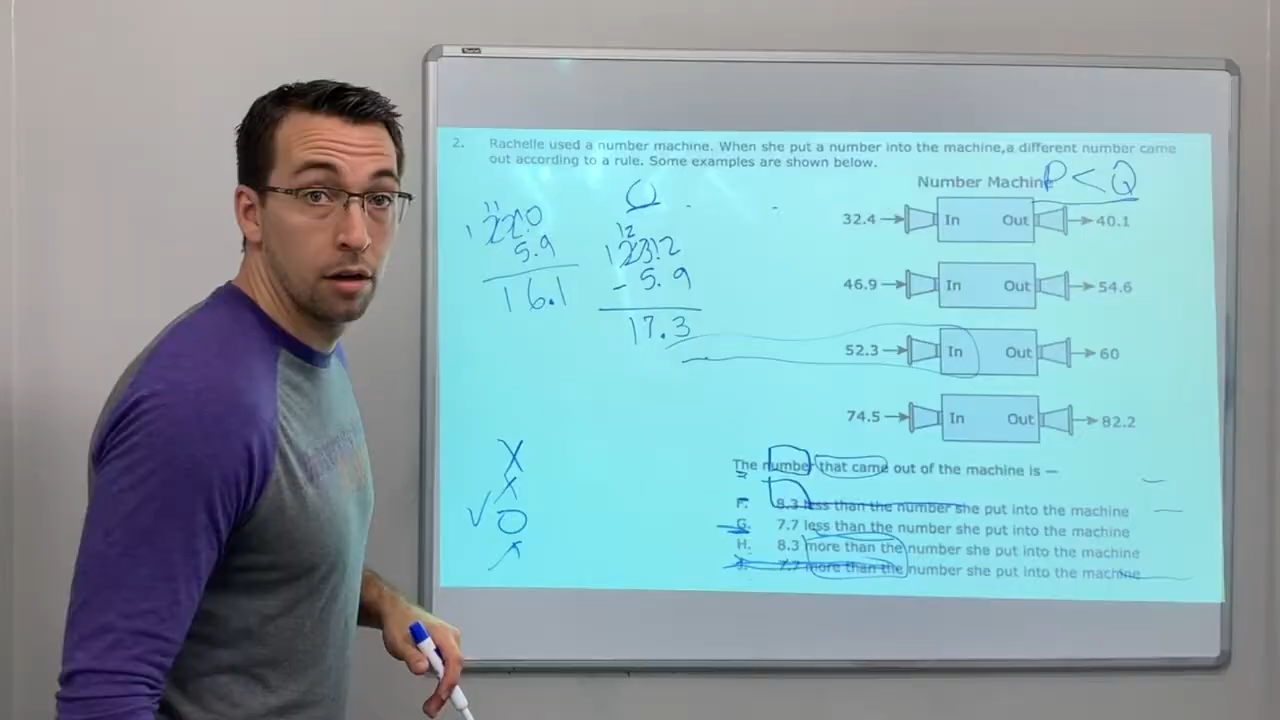 2. Rachelle used a number machine. When she put a number into the machine,a different number came
out according to a rule. Some examples are shown below.
Number Machine
P < Q
32.4 In Out 40.1
46.9 In Out 54.6
52.3 In Out 60
74.5 In Out 82.2
22.0
5.9
16.1
Q
23.2
- 5.9
17.3
X
X
O
The number that came out of the machine is —
F. 8.3 less than the number she put into the machine
G. 7.7 less than the number she put into the machine
H. 8.3 more than the number she put into the machine
J. 7.7 more than the number she put into the machine